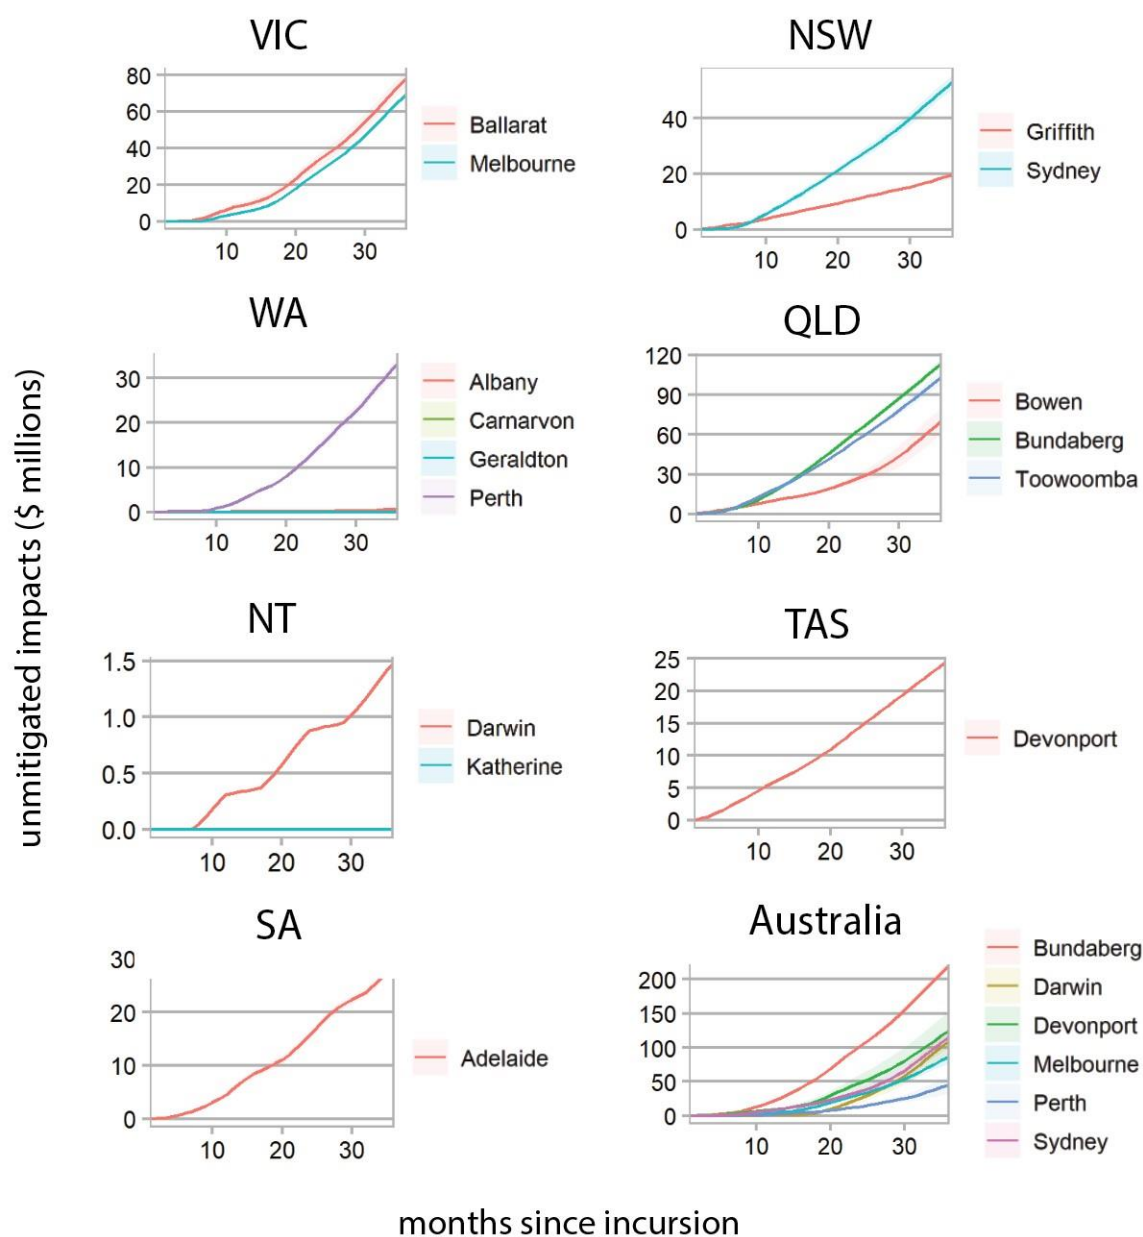 VIC
80
60
40
20
0
10 20 30
Ballarat
Melbourne
NSW
40
20
0
10 20 30
Griffith
Sydney
WA
30
20
10
0
10 20 30
Albany
Carnarvon
Geraldton
Perth
QLD
120
90
60
30
0
10 20 30
Bowen
Bundaberg
Toowoomba
unmitigated impacts ($ millions)
NT
1.5
1.0
0.5
0.0
10 20 30
Darwin
Katherine
TAS
25
20
15
10
5
0
10 20 30
Devonport
SA
30
20
10
0
10 20 30
Adelaide
Australia
200
150
100
50
0
10 20 30
Bundaberg
Darwin
Devonport
Melbourne
Perth
Sydney
months since incursion